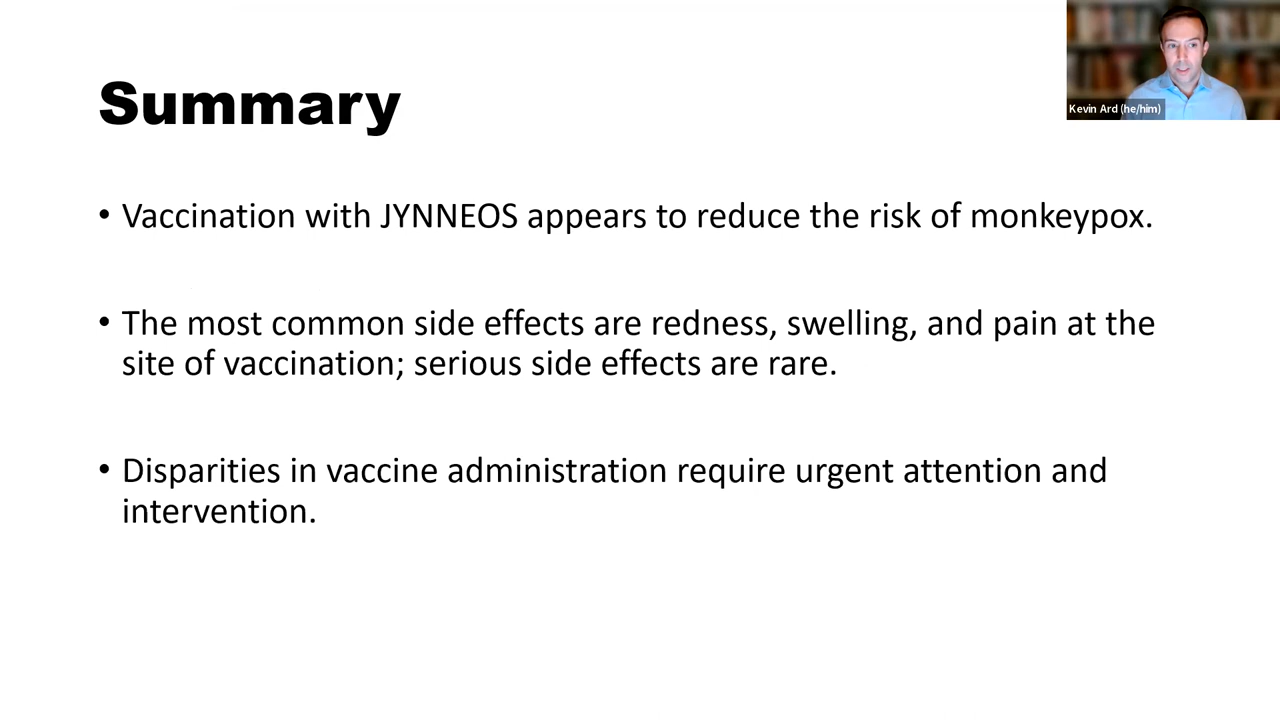 Summary
Kevin Ard (he/him)
• Vaccination with JYNNEOS appears to reduce the risk of monkeypox.
• The most common side effects are redness, swelling, and pain at the
site of vaccination; serious side effects are rare.
• Disparities in vaccine administration require urgent attention and
intervention.